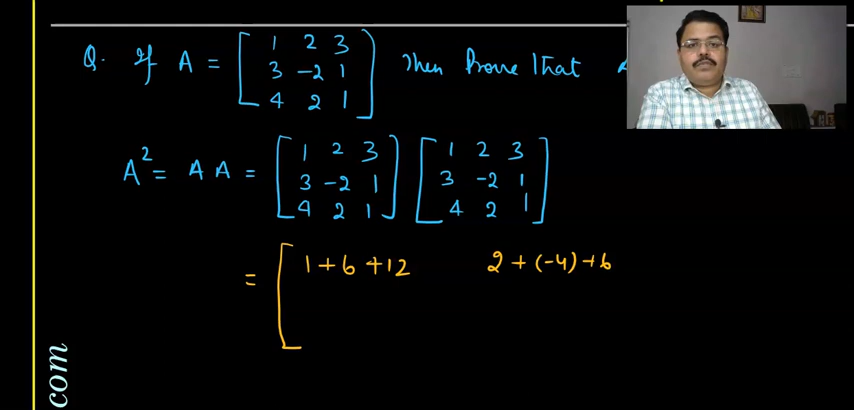 Q. If A = [ 1 2 3
3 -2 1
4 2 1 ] then Prove that
A² = A A = [ 1 2 3
3 -2 1
4 2 1 ] [ 1 2 3
3 -2 1
4 2 1 ]
= [ 1 + 6 + 12 2 + (-4) + 6
com